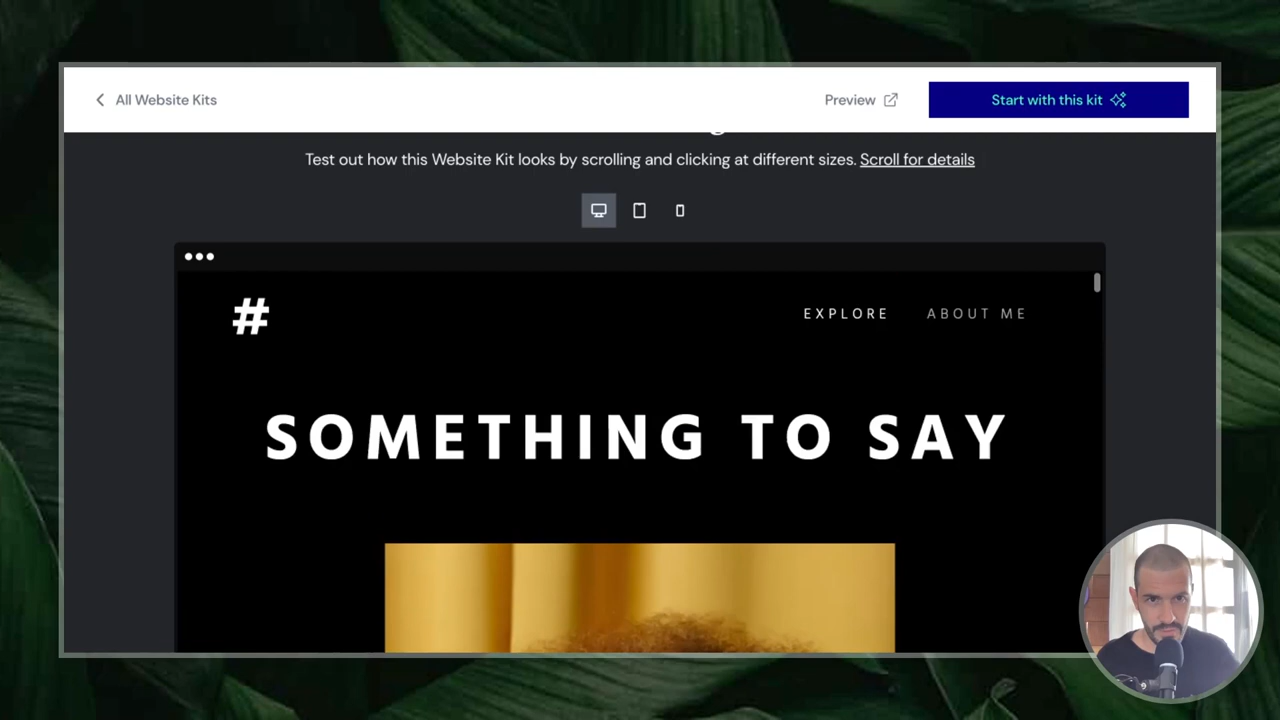 All Website Kits
Preview
Start with this kit
Test out how this Website Kit looks by scrolling and clicking at different sizes. Scroll for details
#
EXPLORE
ABOUT ME
SOMETHING TO SAY